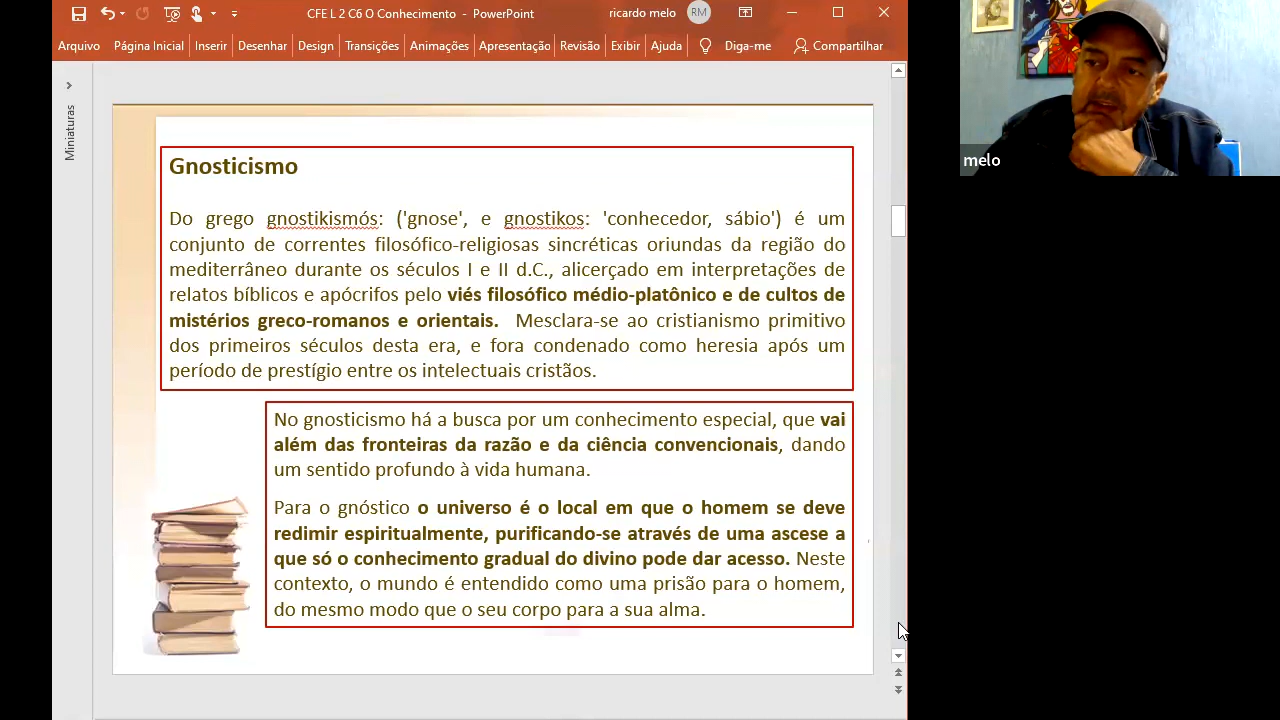 CFE L 2 C6 O Conhecimento - PowerPoint
ricardo melo
RM
Arquivo
Página Inicial
Inserir
Desenhar
Design
Transições
Animações
Apresentação
Revisão
Exibir
Ajuda
Diga-me
Compartilhar
Miniaturas
Gnosticismo
Do grego gnostikismós: ('gnose', e gnostikos: 'conhecedor, sábio') é um
conjunto de correntes filosófico-religiosas sincréticas oriundas da região do
mediterrâneo durante os séculos I e II d.C., alicerçado em interpretações de
relatos bíblicos e apócrifos pelo viés filosófico médio-platônico e de cultos de
mistérios greco-romanos e orientais. Mesclara-se ao cristianismo primitivo
dos primeiros séculos desta era, e fora condenado como heresia após um
período de prestígio entre os intelectuais cristãos.
No gnosticismo há a busca por um conhecimento especial, que vai
além das fronteiras da razão e da ciência convencionais, dando
um sentido profundo à vida humana.
Para o gnóstico o universo é o local em que o homem se deve
redimir espiritualmente, purificando-se através de uma ascese a
que só o conhecimento gradual do divino pode dar acesso. Neste
contexto, o mundo é entendido como uma prisão para o homem,
do mesmo modo que o seu corpo para a sua alma.
melo